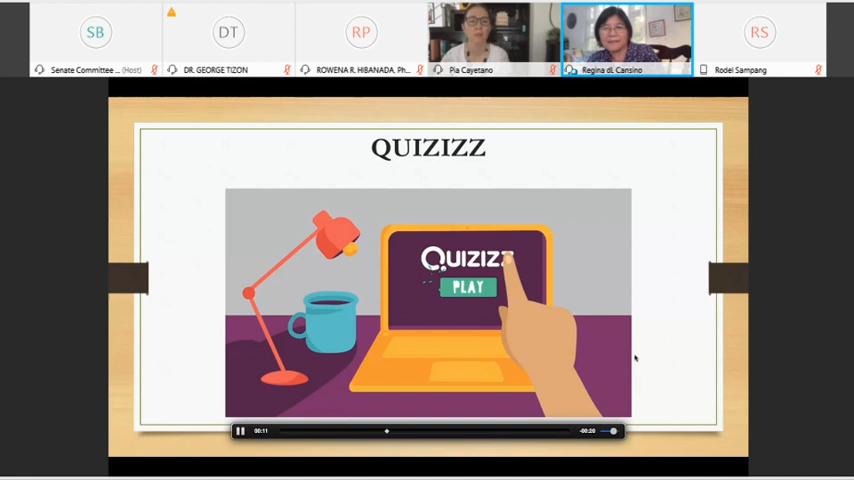 SB
DT
RP
RS
Senate Committee ... (Host)
DR. GEORGE TIZON
ROWENA R. HIBANADA, Ph...
Pia Cayetano
Regina dL Cansino
Rodel Sampang
QUIZIZZ
QUIZIZZ
PLAY
00:11
-00:20